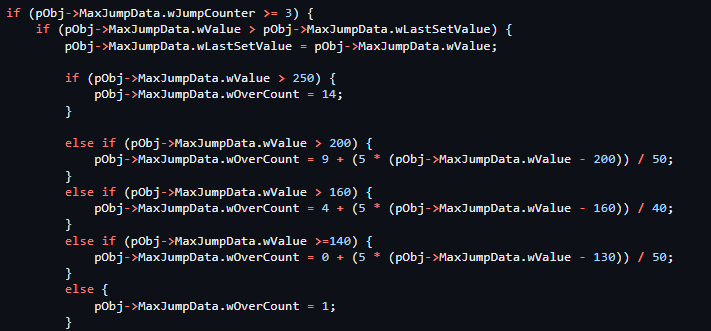 if (pObj->MaxJumpData.wJumpCounter >= 3) {
    if (pObj->MaxJumpData.wValue > pObj->MaxJumpData.wLastSetValue) {
        pObj->MaxJumpData.wLastSetValue = pObj->MaxJumpData.wValue;

        if (pObj->MaxJumpData.wValue > 250) {
            pObj->MaxJumpData.wOverCount = 14;
        }

        else if (pObj->MaxJumpData.wValue > 200) {
            pObj->MaxJumpData.wOverCount = 9 + (5 * (pObj->MaxJumpData.wValue - 200)) / 50;
        }
        else if (pObj->MaxJumpData.wValue > 160) {
            pObj->MaxJumpData.wOverCount = 4 + (5 * (pObj->MaxJumpData.wValue - 160)) / 40;
        }
        else if (pObj->MaxJumpData.wValue >=140) {
            pObj->MaxJumpData.wOverCount = 0 + (5 * (pObj->MaxJumpData.wValue - 130)) / 50;
        }
        else {
            pObj->MaxJumpData.wOverCount = 1;
        }